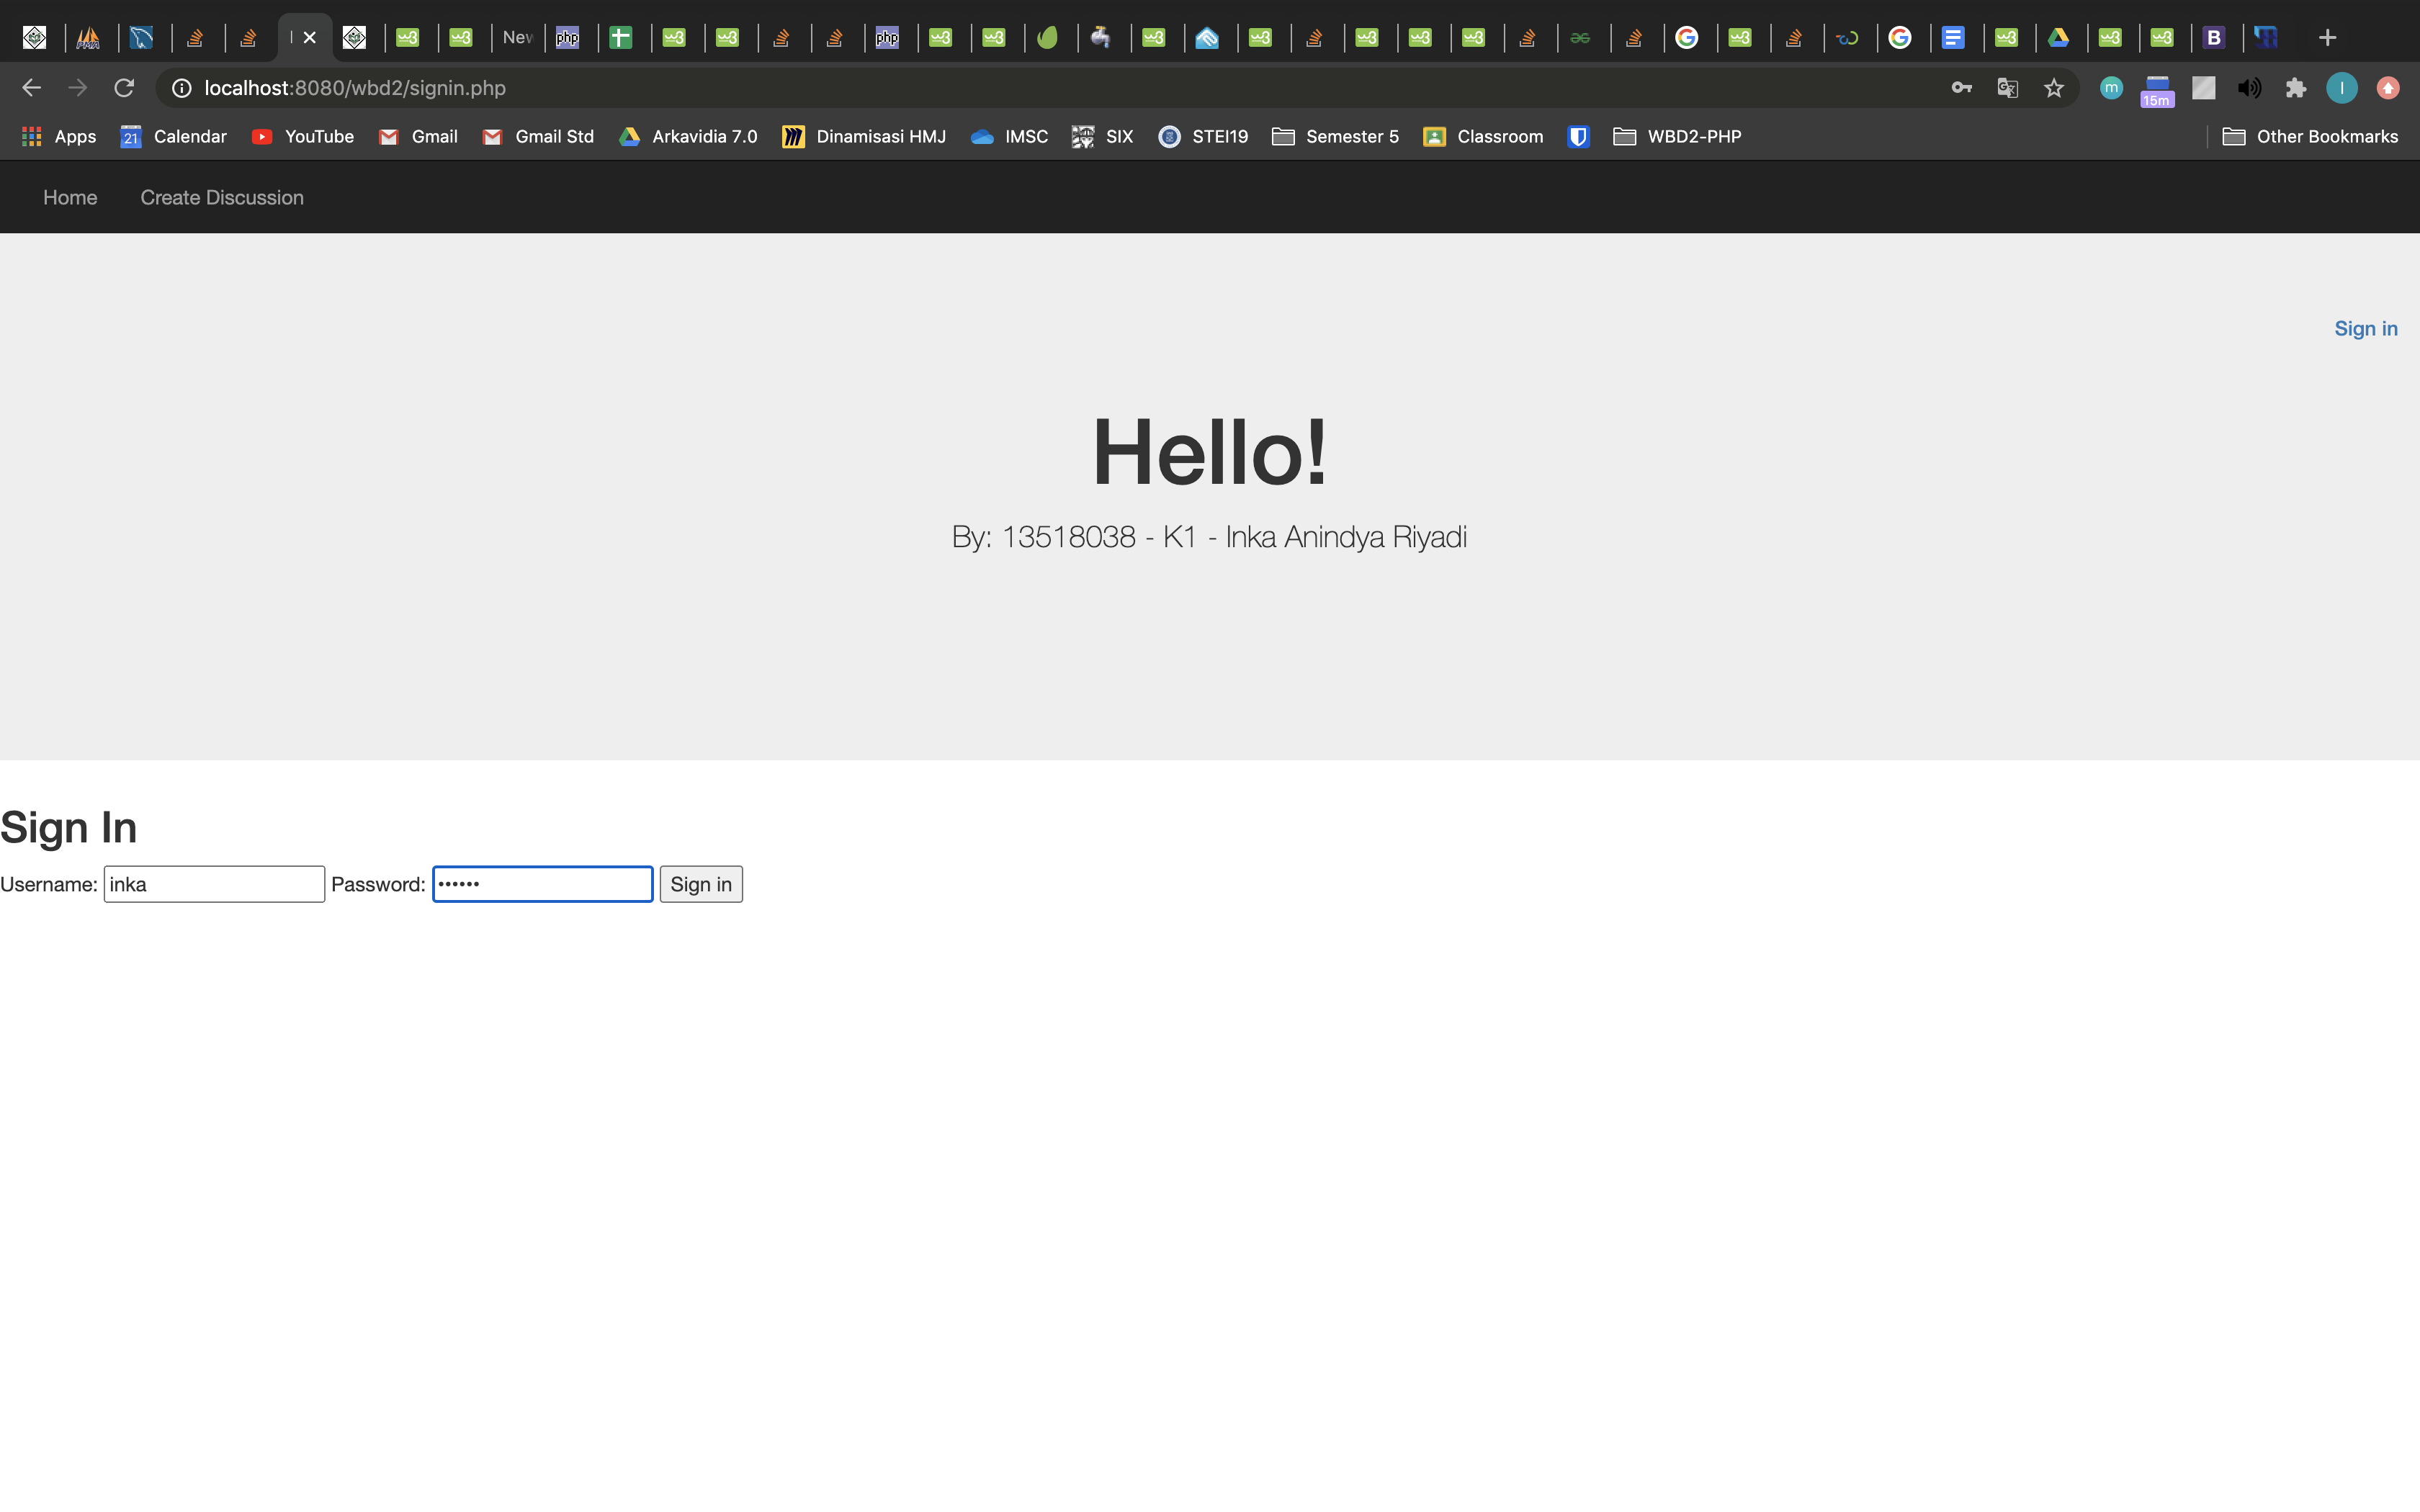 New
php
php
B
localhost:8080/wbd2/signin.php
m
15m
I
Apps
21 Calendar
YouTube
Gmail
Gmail Std
Arkavidia 7.0
Dinamisasi HMJ
IMSC
SIX
STEI19
Semester 5
Classroom
WBD2-PHP
Other Bookmarks
Home
Create Discussion
Sign in
Hello!
By: 13518038 - K1 - Inka Anindya Riyadi
Sign In
Username: inka Password: •••••• Sign in